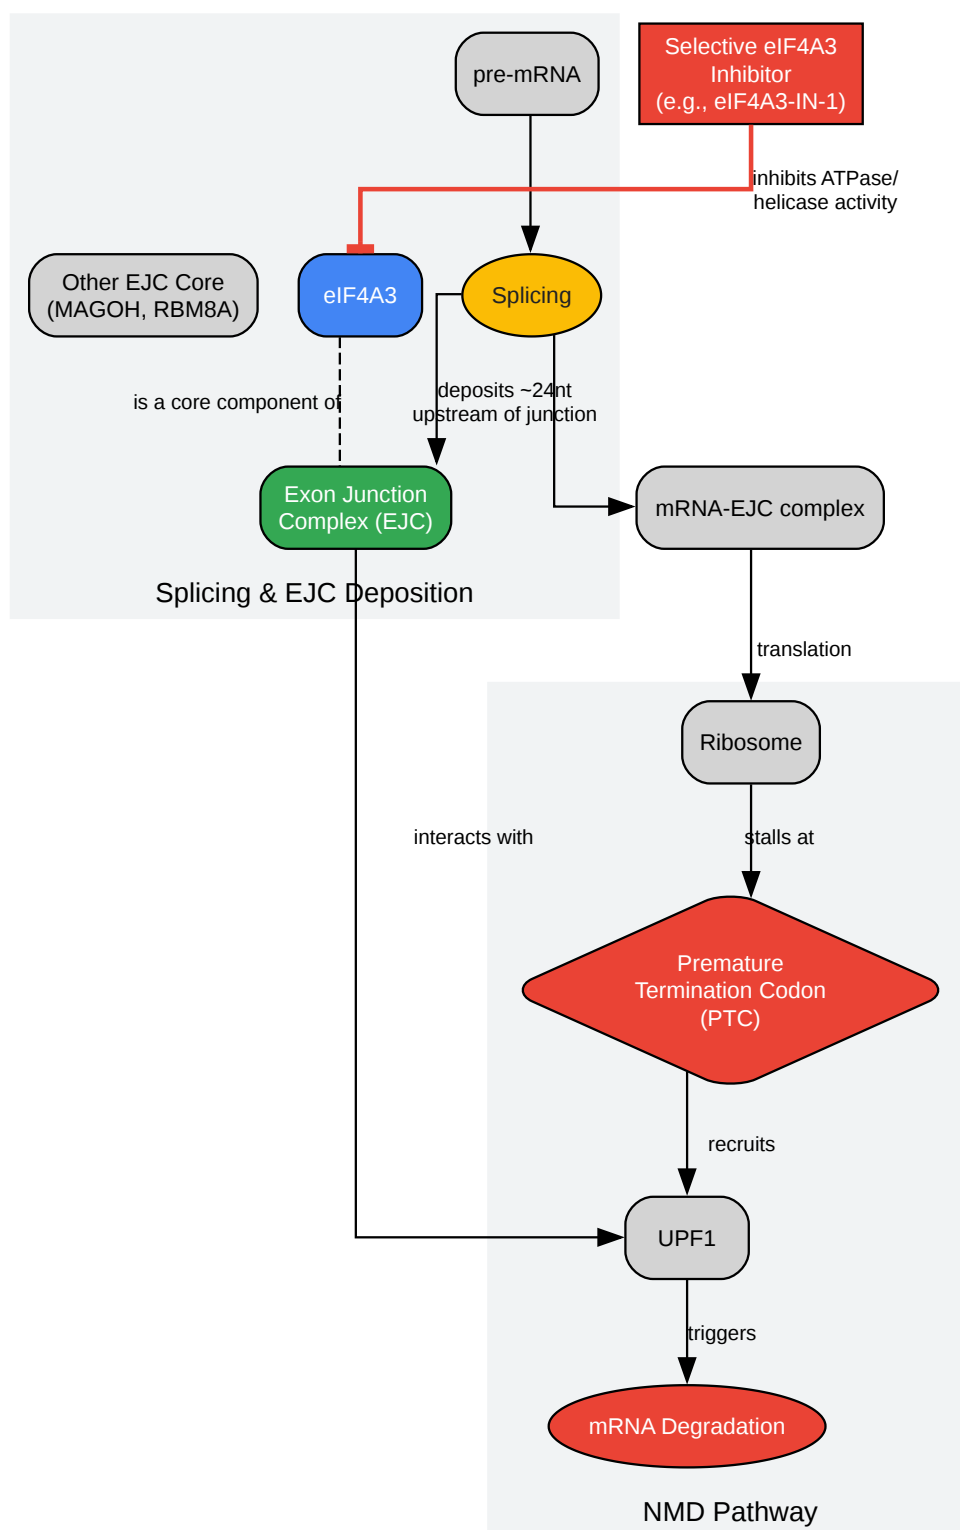 pre-mRNA
Selective eIF4A3
Inhibitor
(e.g., eIF4A3-IN-1)
inhibits ATPase/
helicase activity
Other EJC Core
(MAGOH, RBM8A)
eIF4A3
Splicing
is a core component of
deposits ~24nt
upstream of junction
Exon Junction
Complex (EJC)
mRNA-EJC complex
Splicing & EJC Deposition
translation
Ribosome
interacts with
stalls at
Premature
Termination Codon
(PTC)
recruits
UPF1
triggers
mRNA Degradation
NMD Pathway